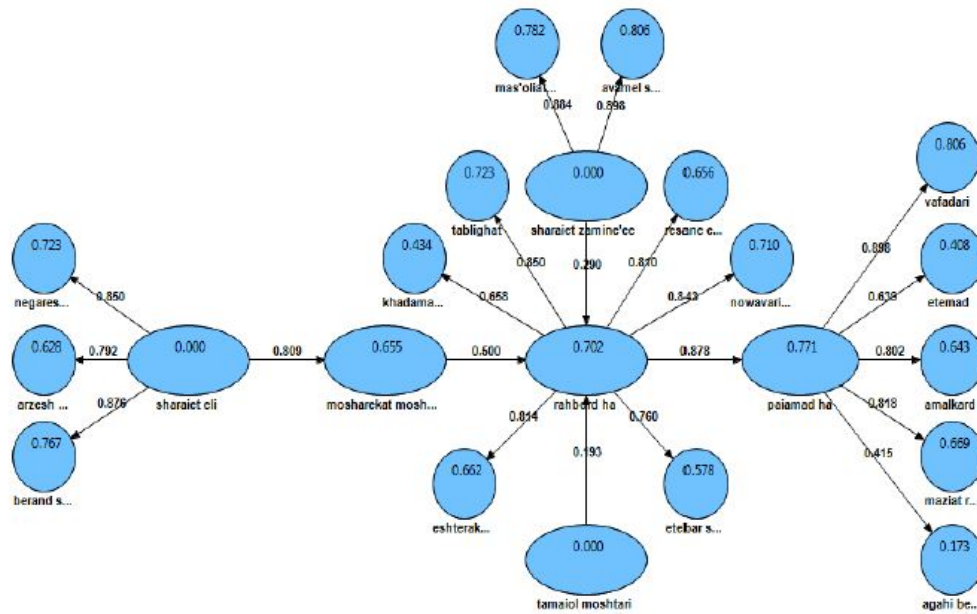 0.782
0.806
mas'oliat...
avamel s...
0.884
0.898
0.723
0.000
0.656
0.806
tablighat
sharaiet zamine'ee
resane e...
vafadari
0.723
0.434
0.850
0.290
0.810
0.710
0.898
0.408
negares...
0.850
khadama...
0.658
0.843
nowavari...
0.638
etemad
0.628
0.792
0.000
0.809
0.655
0.500
0.702
0.878
0.771
0.802
0.643
arzesh ...
0.876
sharaiet eli
mosharekat mosh...
rahberd ha
paiamad ha
0.818
amalkard
0.767
0.814
0.760
0.415
0.669
berand s...
0.662
0.193
0.578
maziat r...
eshterak...
etelbar s...
0.000
0.173
tamaiol moshtari
agahi be...